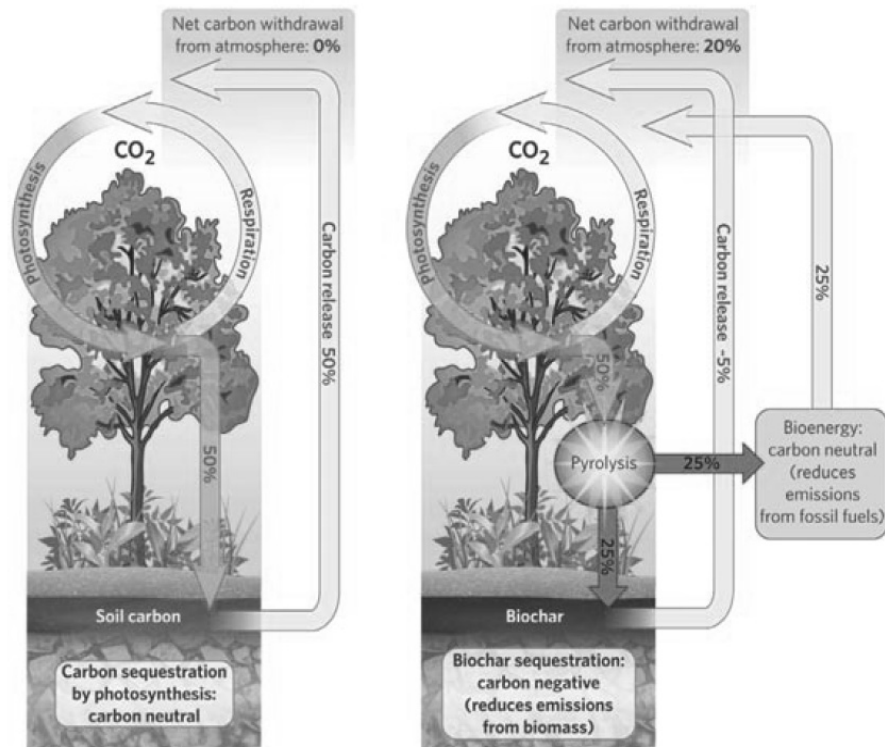 Net carbon withdrawal
from atmosphere: 0%
CO2
Photosynthesis
Respiration
Carbon release 50%
50%
Soil carbon
Carbon sequestration
by photosynthesis:
carbon neutral
Net carbon withdrawal
from atmosphere: 20%
CO2
Photosynthesis
Respiration
Carbon release -5%
25%
50%
Pyrolysis
25%
Bioenergy:
carbon neutral
(reduces
emissions
from fossil fuels)
25%
Biochar
Biochar sequestration:
carbon negative
(reduces emissions
from biomass)